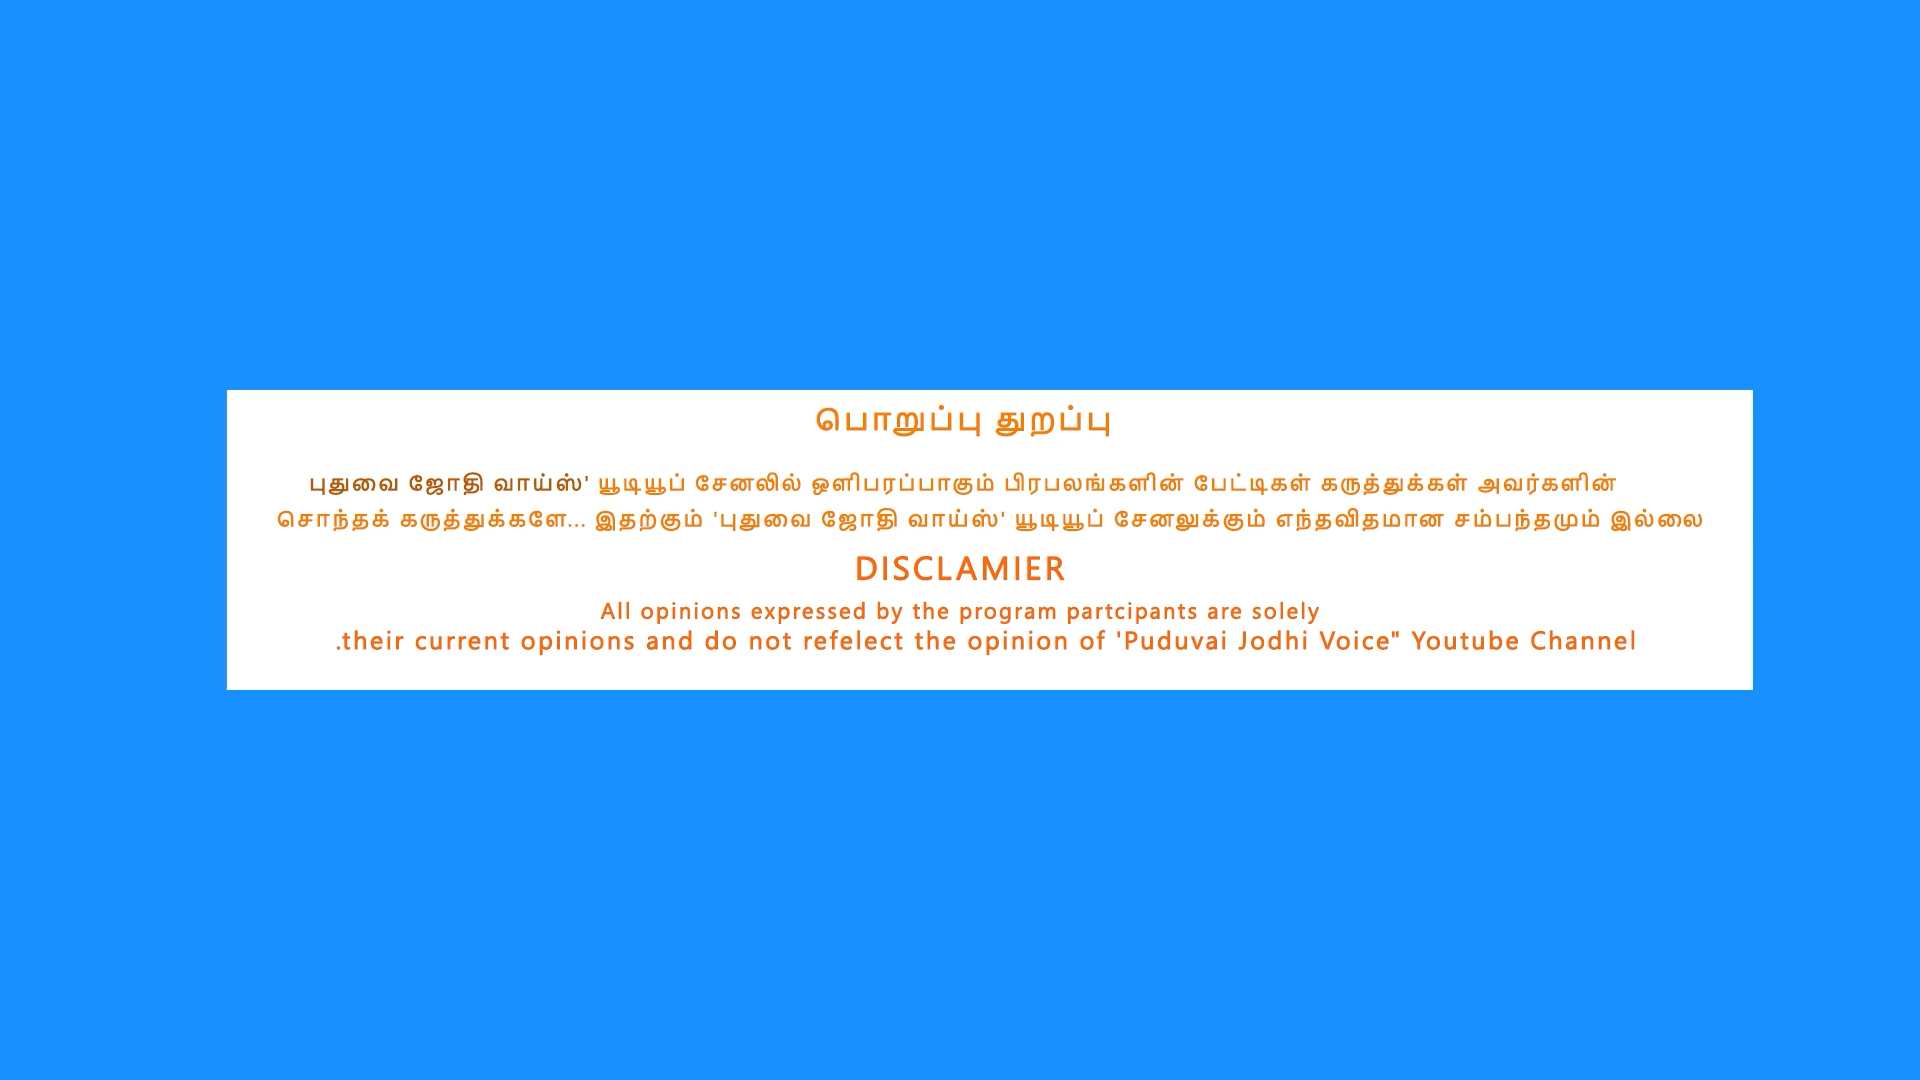 பொறுப்பு துறப்பு
புதுவை ஜோதி வாய்ஸ்' யூடியூப் சேனலில் ஒளிபரப்பாகும் பிரபலங்களின் பேட்டிகள் கருத்துக்கள் அவர்களின்
சொந்தக் கருத்துக்களே... இதற்கும் 'புதுவை ஜோதி வாய்ஸ்' யூடியூப் சேனலுக்கும் எந்தவிதமான சம்பந்தமும் இல்லை
DISCLAMIER
All opinions expressed by the program partcipants are solely
.their current opinions and do not refelect the opinion of 'Puduvai Jodhi Voice" Youtube Channel